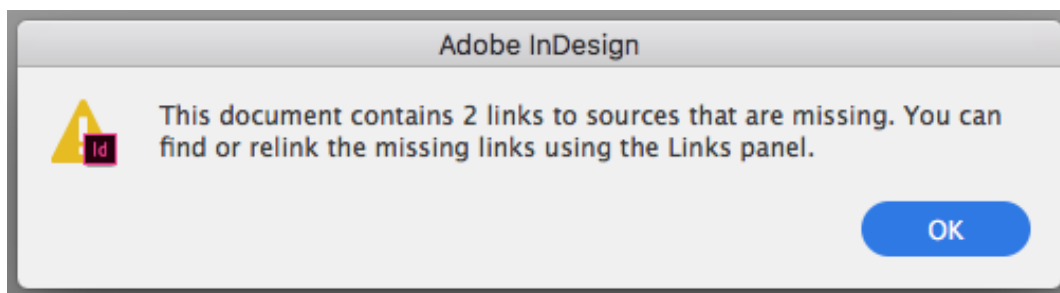 Adobe InDesign
This document contains 2 links to sources that are missing. You can
find or relink the missing links using the Links panel.
Id
OK